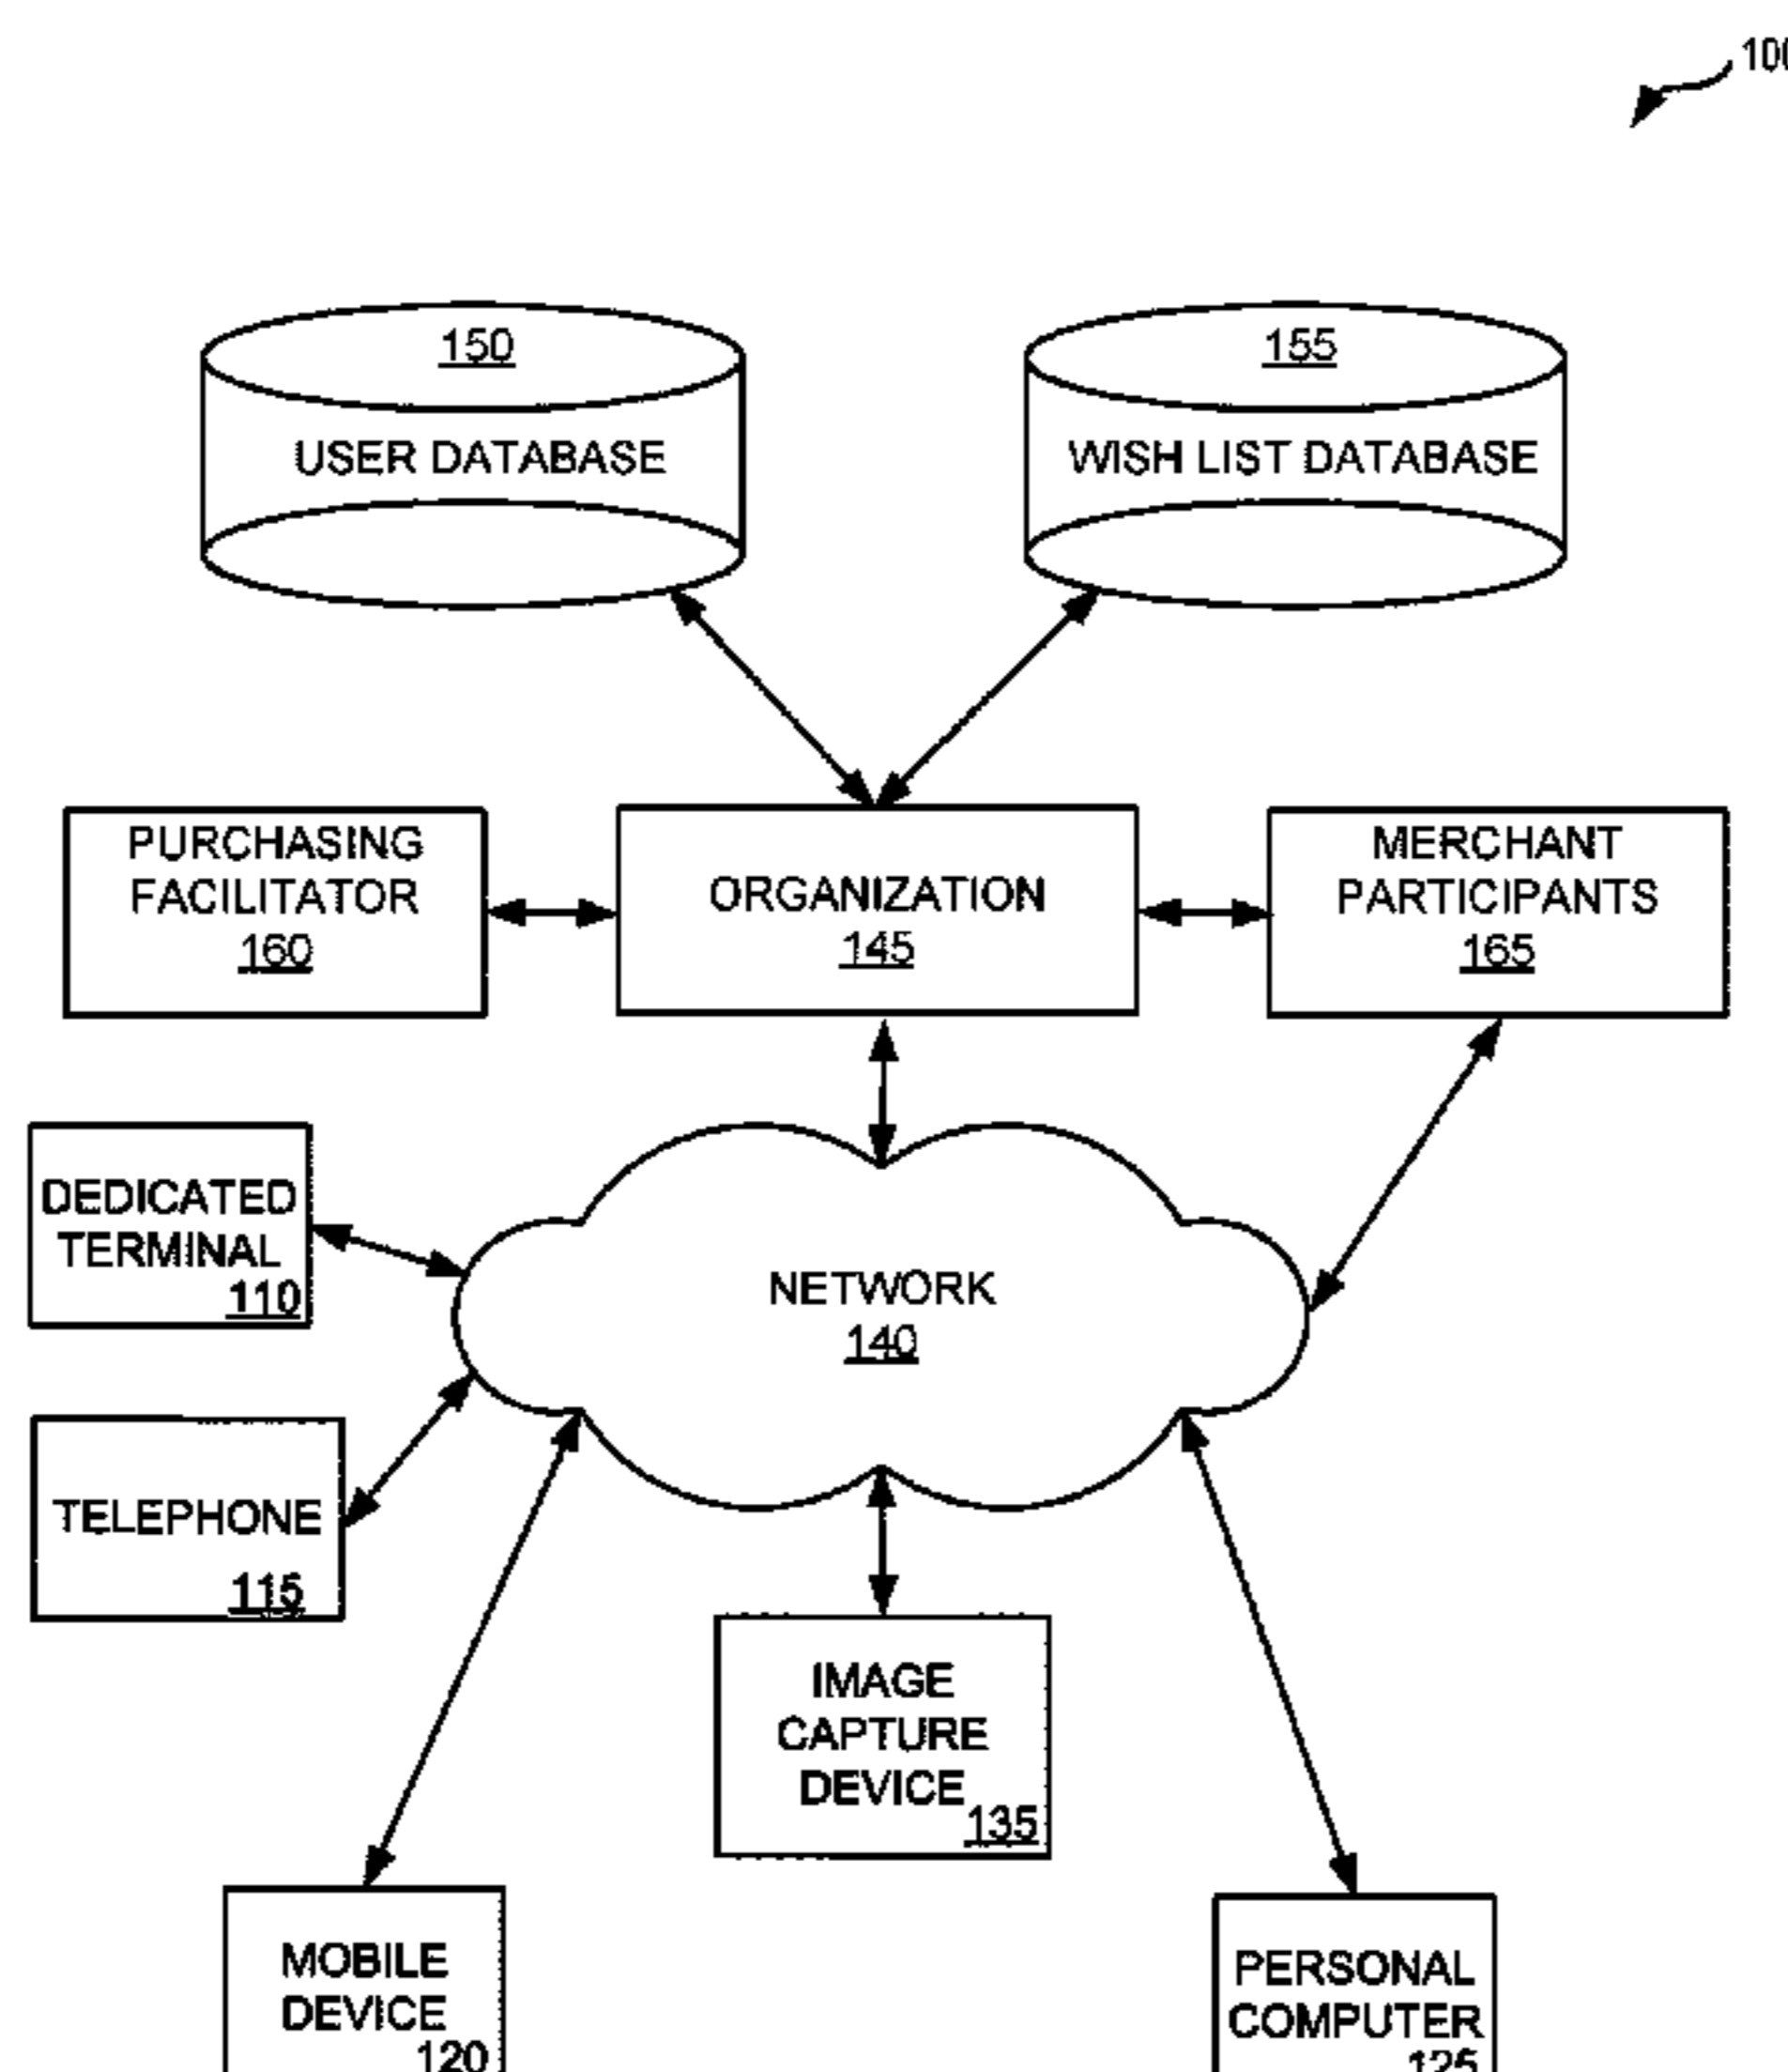 100
150
USER DATABASE
155
WISH LIST DATABASE
PURCHASING
FACILITATOR
160
ORGANIZATION
145
MERCHANT
PARTICIPANTS
165
DEDICATED
TERMINAL
110
NETWORK
140
TELEPHONE
115
IMAGE
CAPTURE
DEVICE
135
MOBILE
DEVICE
120
PERSONAL
COMPUTER
125